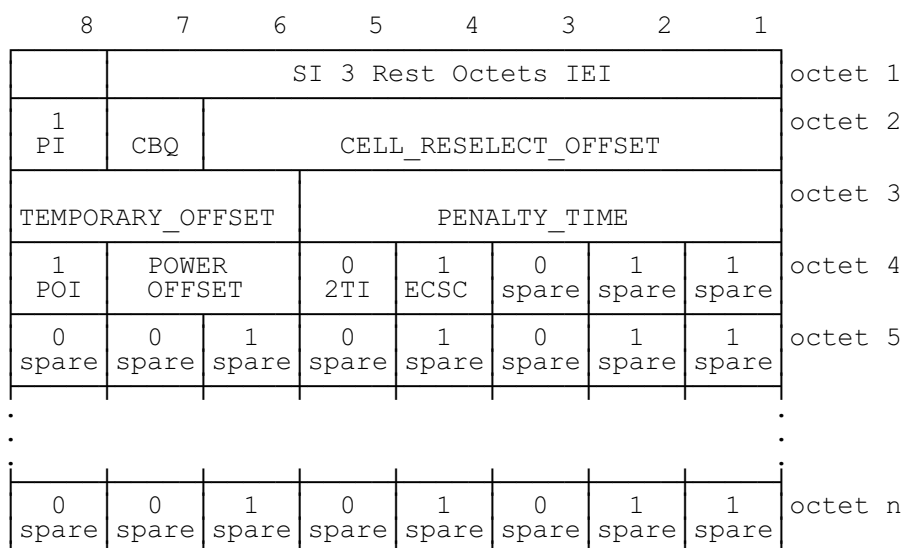 8 7 6 5 4 3 2 1
SI 3 Rest Octets IEI octet 1
1 octet 2
PI CBQ CELL_RESELECT_OFFSET
octet 3
TEMPORARY_OFFSET PENALTY_TIME
1 POWER 0 1 0 1 1 octet 4
POI OFFSET 2TI ECSC spare spare spare
0 0 1 0 1 0 1 1 octet 5
spare spare spare spare spare spare spare spare
:
:
0 0 1 0 1 0 1 1 octet n
spare spare spare spare spare spare spare spare